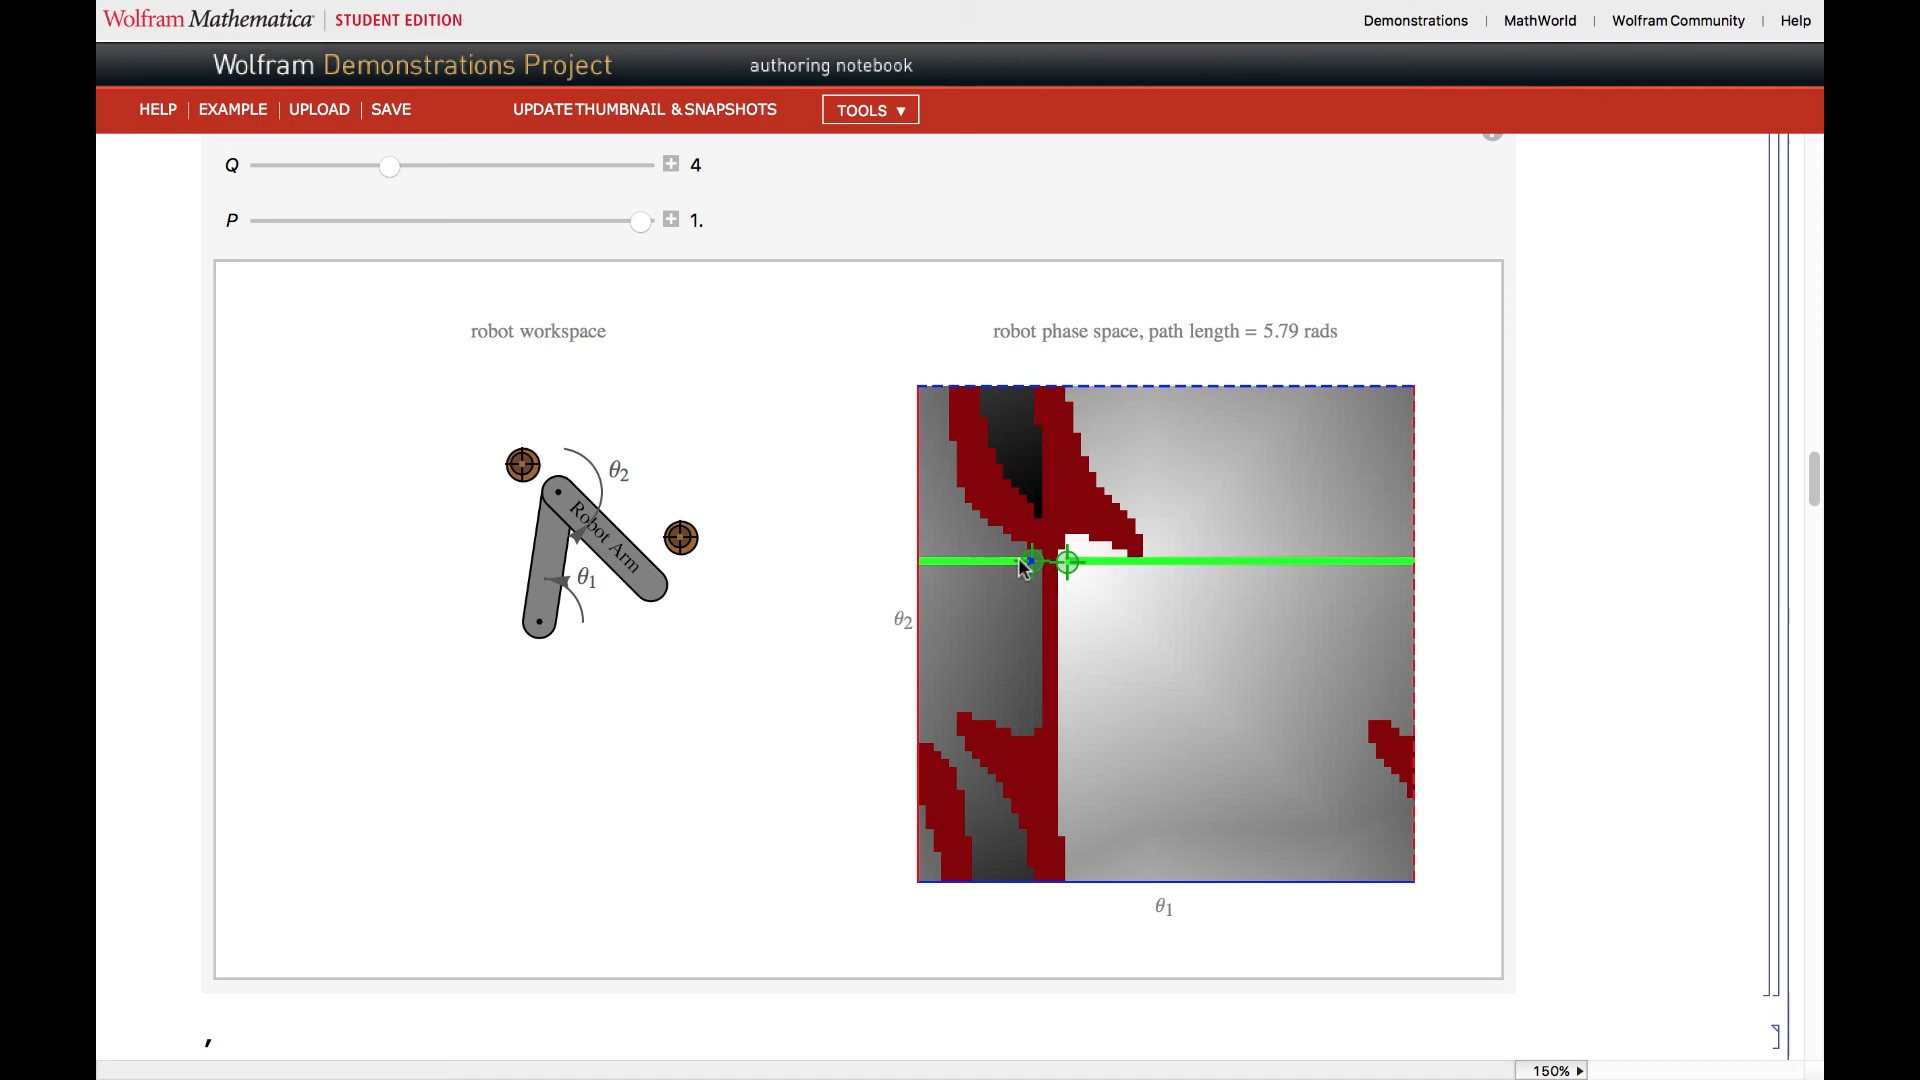 Wolfram Mathematica | STUDENT EDITION
Demonstrations | MathWorld | Wolfram Community | Help
Wolfram Demonstrations Project authoring notebook
HELP | EXAMPLE | UPLOAD | SAVE UPDATE THUMBNAIL & SNAPSHOTS TOOLS ▼
Q 4
P 1.
robot workspace
robot phase space, path length = 5.79 rads
θ2
Robot Arm
θ1
θ2
θ1
,
150% ▶